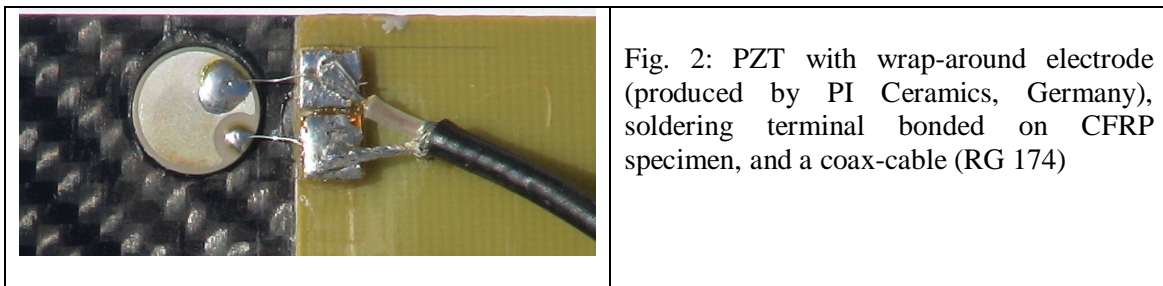 Fig. 2: PZT with wrap-around electrode
(produced by PI Ceramics, Germany),
soldering terminal bonded on CFRP
specimen, and a coax-cable (RG 174)